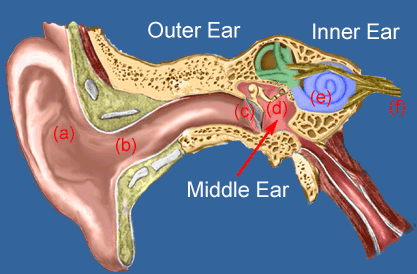 Outer Ear
Inner Ear
(a)
(b)
(c)
(d)
(e)
(f)
Middle Ear